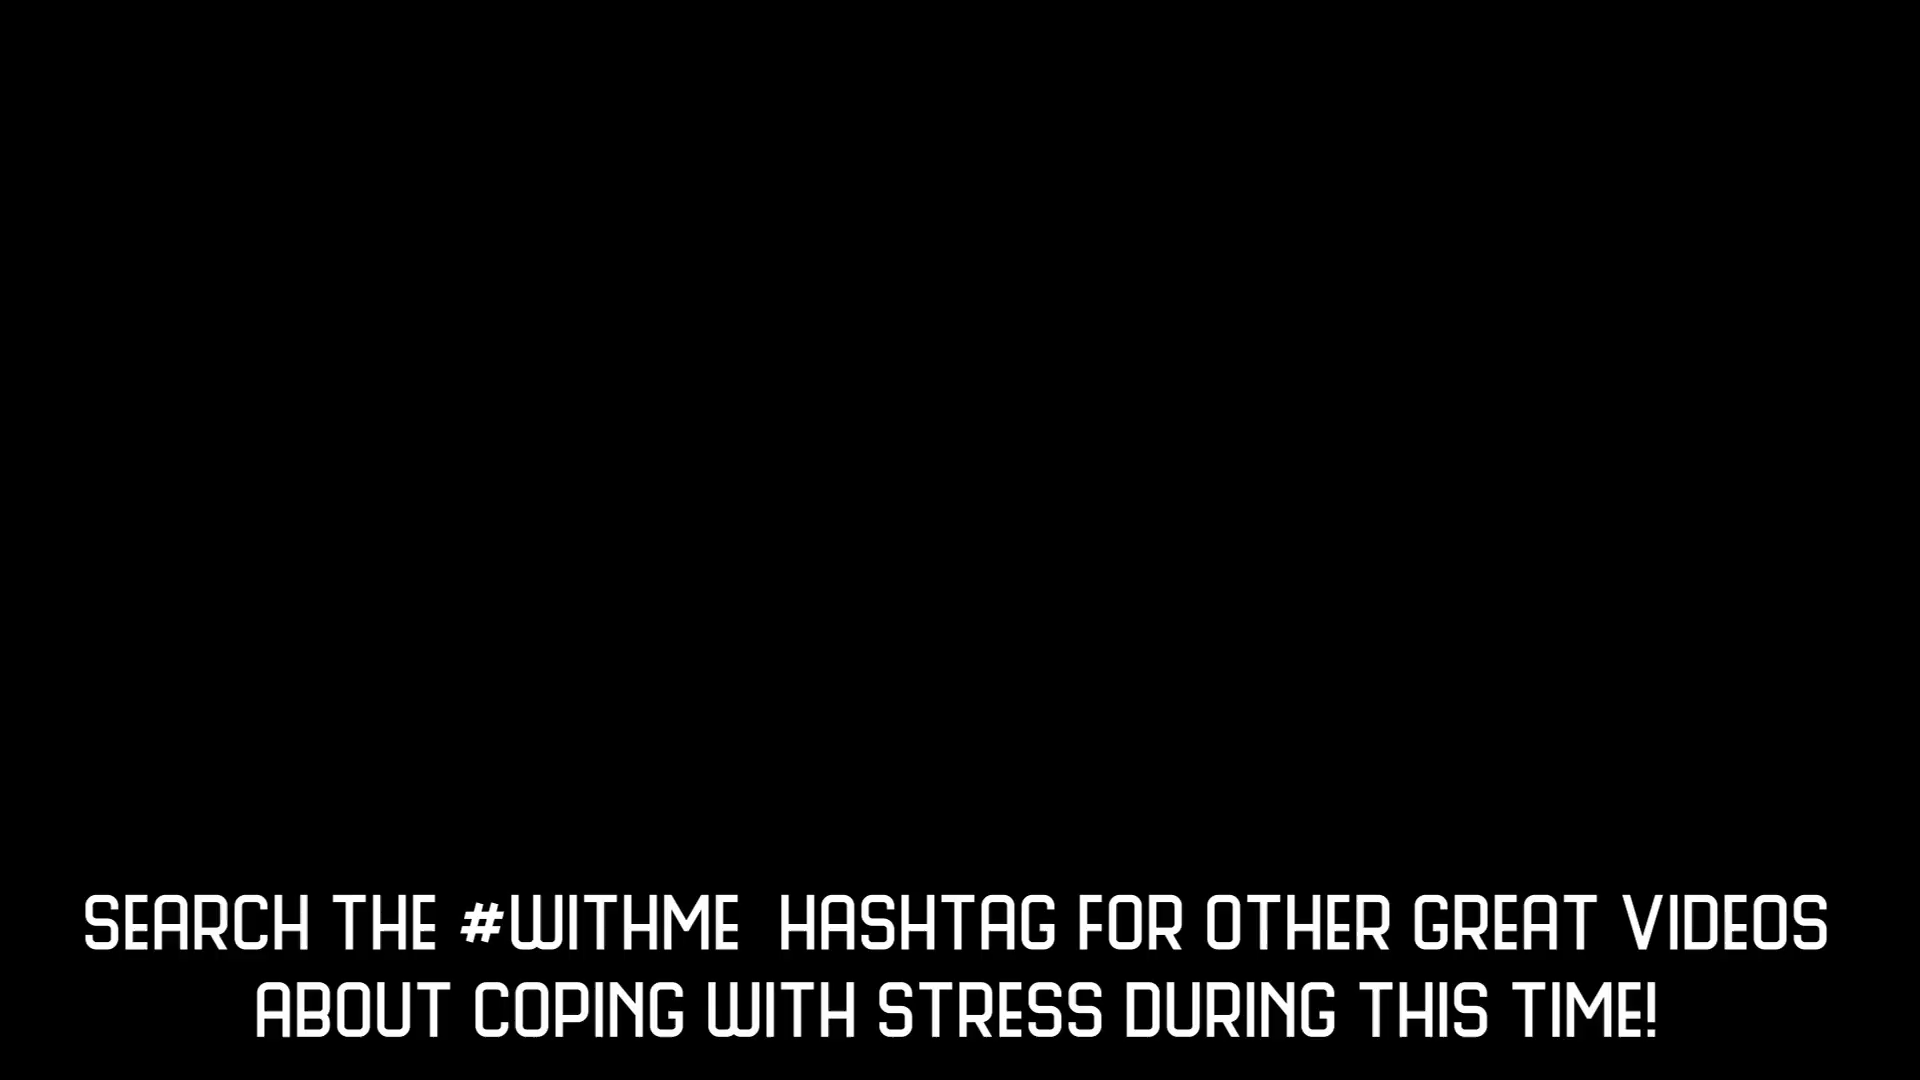 SEARCH THE #WITHME HASHTAG FOR OTHER GREAT VIDEOS
ABOUT COPING WITH STRESS DURING THIS TIME!